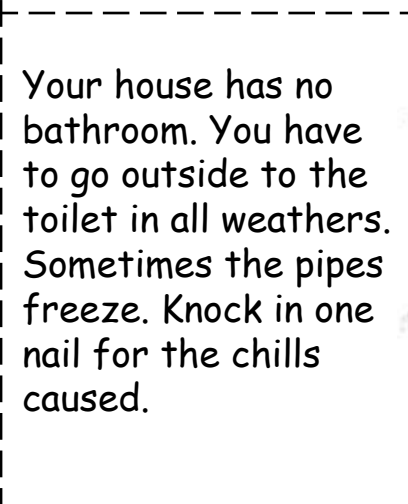 Your house has no
bathroom. You have
to go outside to the
toilet in all weathers.
Sometimes the pipes
freeze. Knock in one
nail for the chills
caused.